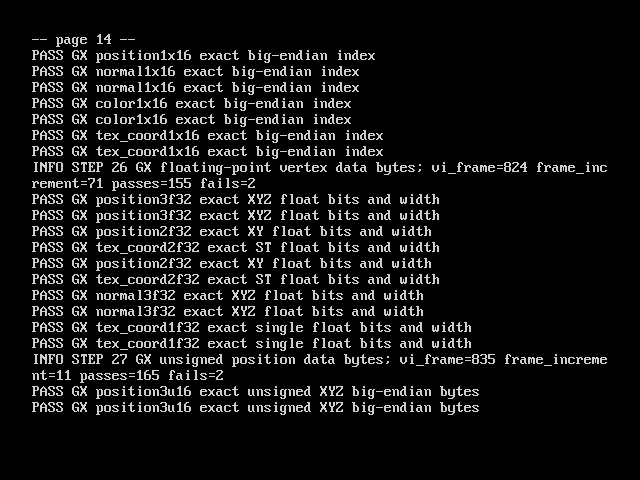 -- page 14 --
PASS GX position1x16 exact big-endian index
PASS GX normal1x16 exact big-endian index
PASS GX normal1x16 exact big-endian index
PASS GX color1x16 exact big-endian index
PASS GX color1x16 exact big-endian index
PASS GX tex_coord1x16 exact big-endian index
PASS GX tex_coord1x16 exact big-endian index
INFO STEP 26 GX floating-point vertex data bytes; vi_frame=824 frame_inc
rement=71 passes=155 fails=2
PASS GX position3f32 exact XYZ float bits and width
PASS GX position3f32 exact XYZ float bits and width
PASS GX position2f32 exact XY float bits and width
PASS GX tex_coord2f32 exact ST float bits and width
PASS GX position2f32 exact XY float bits and width
PASS GX tex_coord2f32 exact ST float bits and width
PASS GX normal3f32 exact XYZ float bits and width
PASS GX normal3f32 exact XYZ float bits and width
PASS GX tex_coord1f32 exact single float bits and width
PASS GX tex_coord1f32 exact single float bits and width
INFO STEP 27 GX unsigned position data bytes; vi_frame=835 frame_increme
nt=11 passes=165 fails=2
PASS GX position3u16 exact unsigned XYZ big-endian bytes
PASS GX position3u16 exact unsigned XYZ big-endian bytes